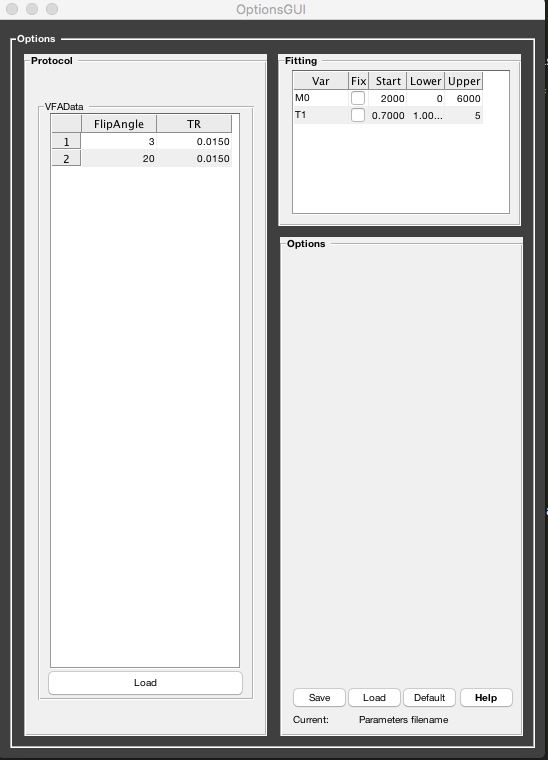 OptionsGUI
Options
Protocol
VFAData
FlipAngle TR
1 3 0.0150
2 20 0.0150
Load
Fitting
Var Fix Start Lower Upper
M0 2000 0 6000
T1 0.7000 1.00... 5
Options
Save Load Default Help
Current: Parameters filename